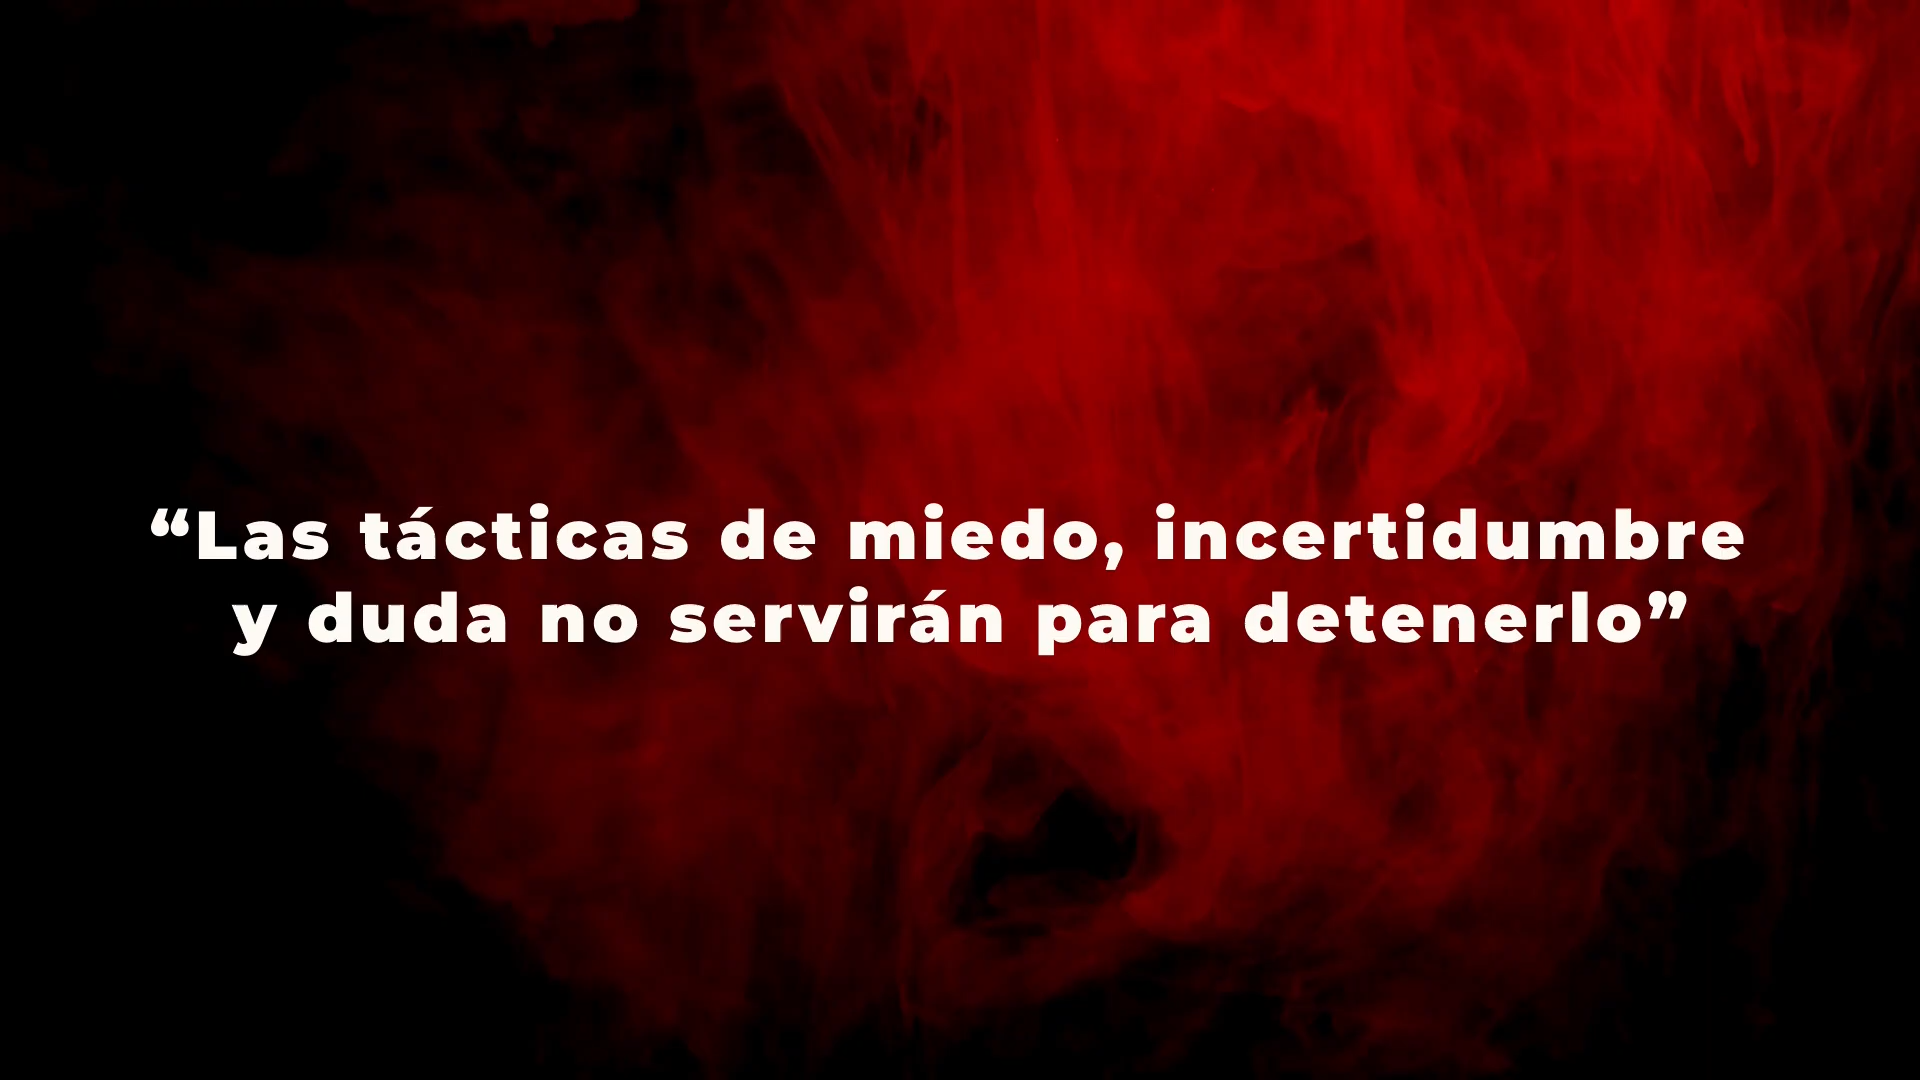 “Las tácticas de miedo, incertidumbre
y duda no servirán para detenerlo”